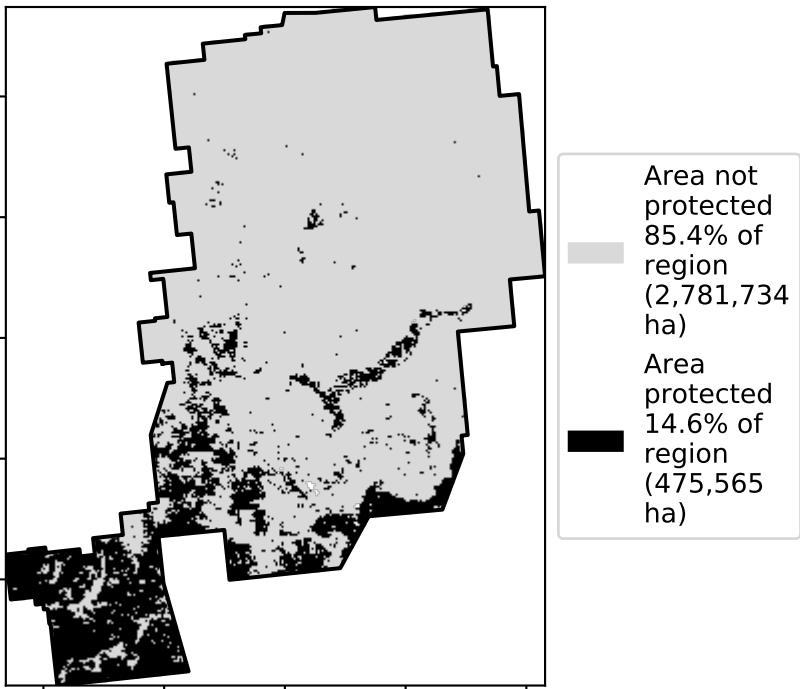 Area not
protected
85.4% of
region
(2,781,734
ha)
Area
protected
14.6% of
region
(475,565
ha)